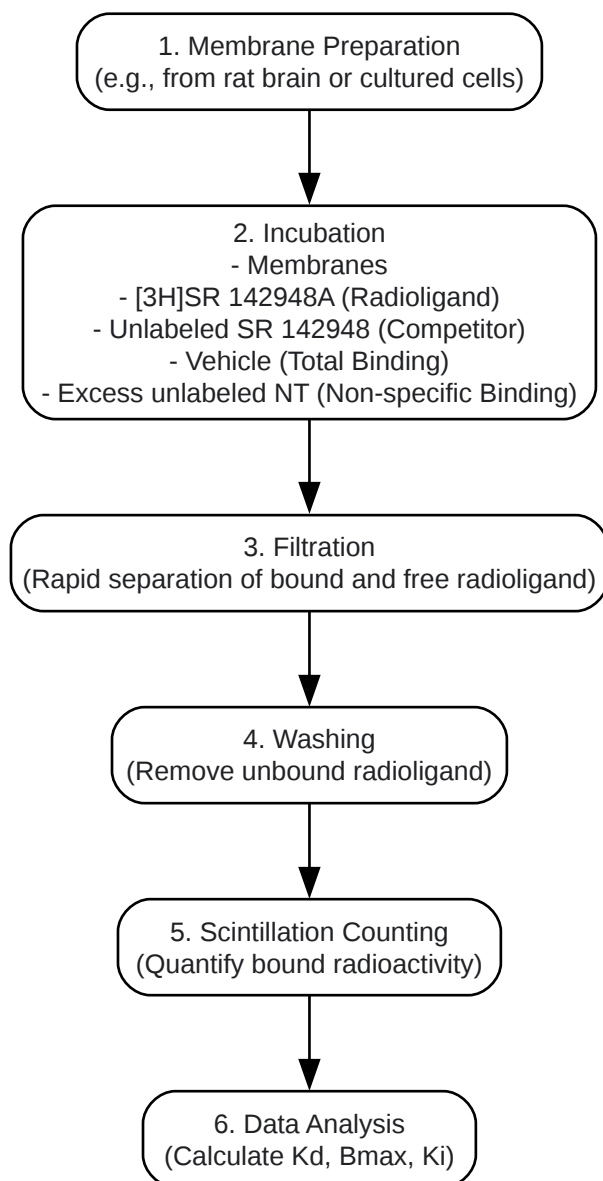 1. Membrane Preparation
(e.g., from rat brain or cultured cells)
2. Incubation
- Membranes
- [3H]SR 142948A (Radioligand)
- Unlabeled SR 142948 (Competitor)
- Vehicle (Total Binding)
- Excess unlabeled NT (Non-specific Binding)
3. Filtration
(Rapid separation of bound and free radioligand)
4. Washing
(Remove unbound radioligand)
5. Scintillation Counting
(Quantify bound radioactivity)
6. Data Analysis
(Calculate Kd, Bmax, Ki)